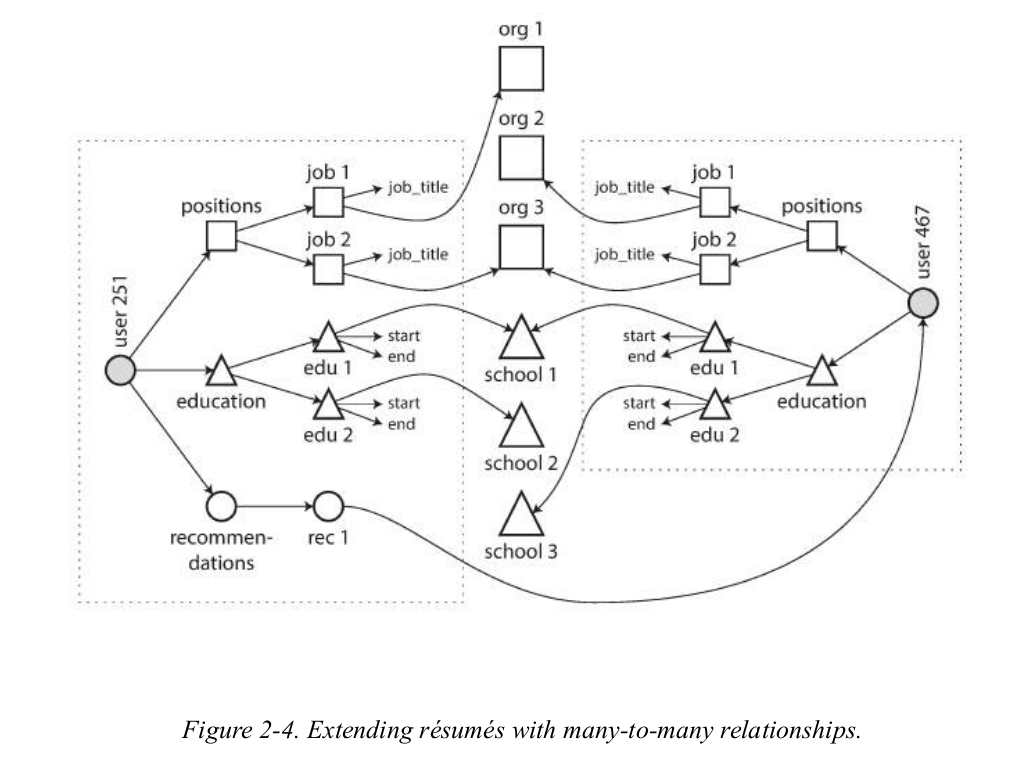 org 1
org 2
org 3
school 1
school 2
school 3
user 251
positions
job 1
job_title
job 2
job_title
education
edu 1
start
end
edu 2
start
end
recommen-
dations
rec 1
user 467
positions
job 1
job_title
job 2
job_title
education
edu 1
start
end
edu 2
start
end
Figure 2-4. Extending résumés with many-to-many relationships.